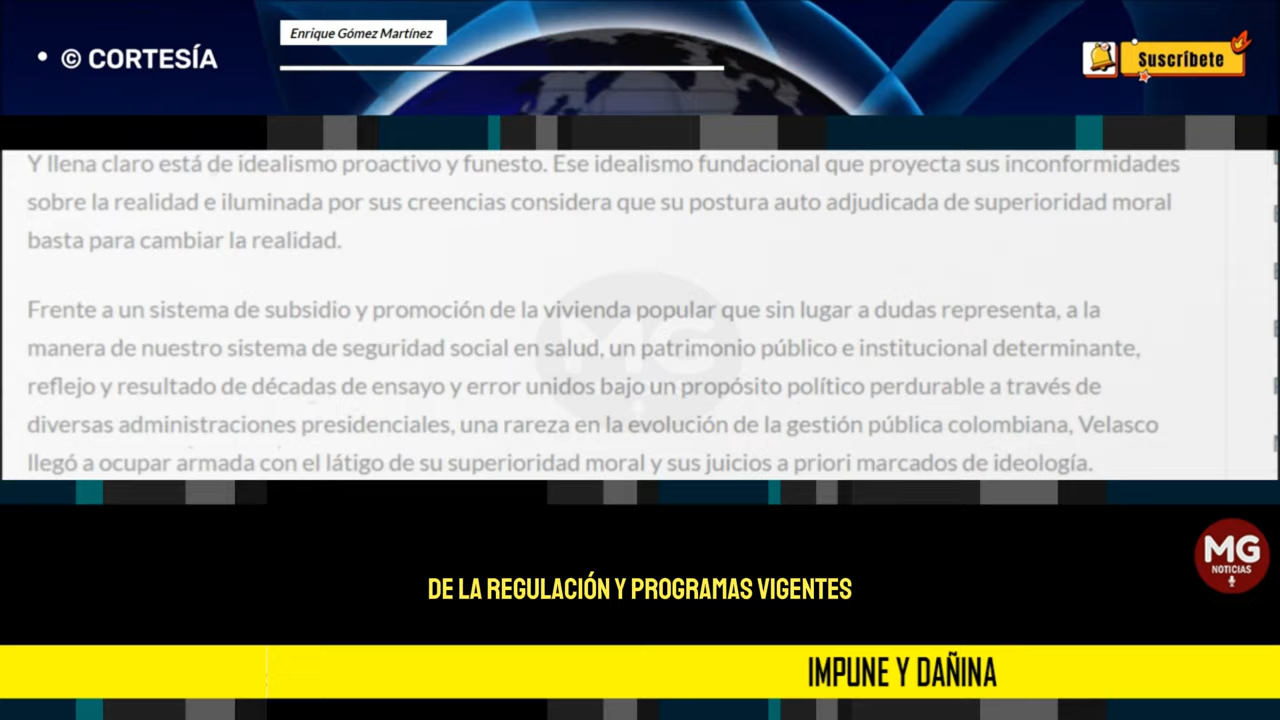 Enrique Gómez Martínez
• © CORTESÍA
Suscríbete
Y llena claro está de idealismo proactivo y funesto. Ese idealismo fundacional que proyecta sus inconformidades
sobre la realidad e iluminada por sus creencias considera que su postura auto adjudicada de superioridad moral
basta para cambiar la realidad.
Frente a un sistema de subsidio y promoción de la vivienda popular que sin lugar a dudas representa, a la
manera de nuestro sistema de seguridad social en salud, un patrimonio público e institucional determinante,
reflejo y resultado de décadas de ensayo y error unidos bajo un propósito político perdurable a través de
diversas administraciones presidenciales, una rareza en la evolución de la gestión pública colombiana, Velasco
llegó a ocupar armada con el látigo de su superioridad moral y sus juicios a priori marcados de ideología.
MG
MG
NOTICIAS
DE LA REGULACIÓN Y PROGRAMAS VIGENTES
IMPUNE Y DAÑINA